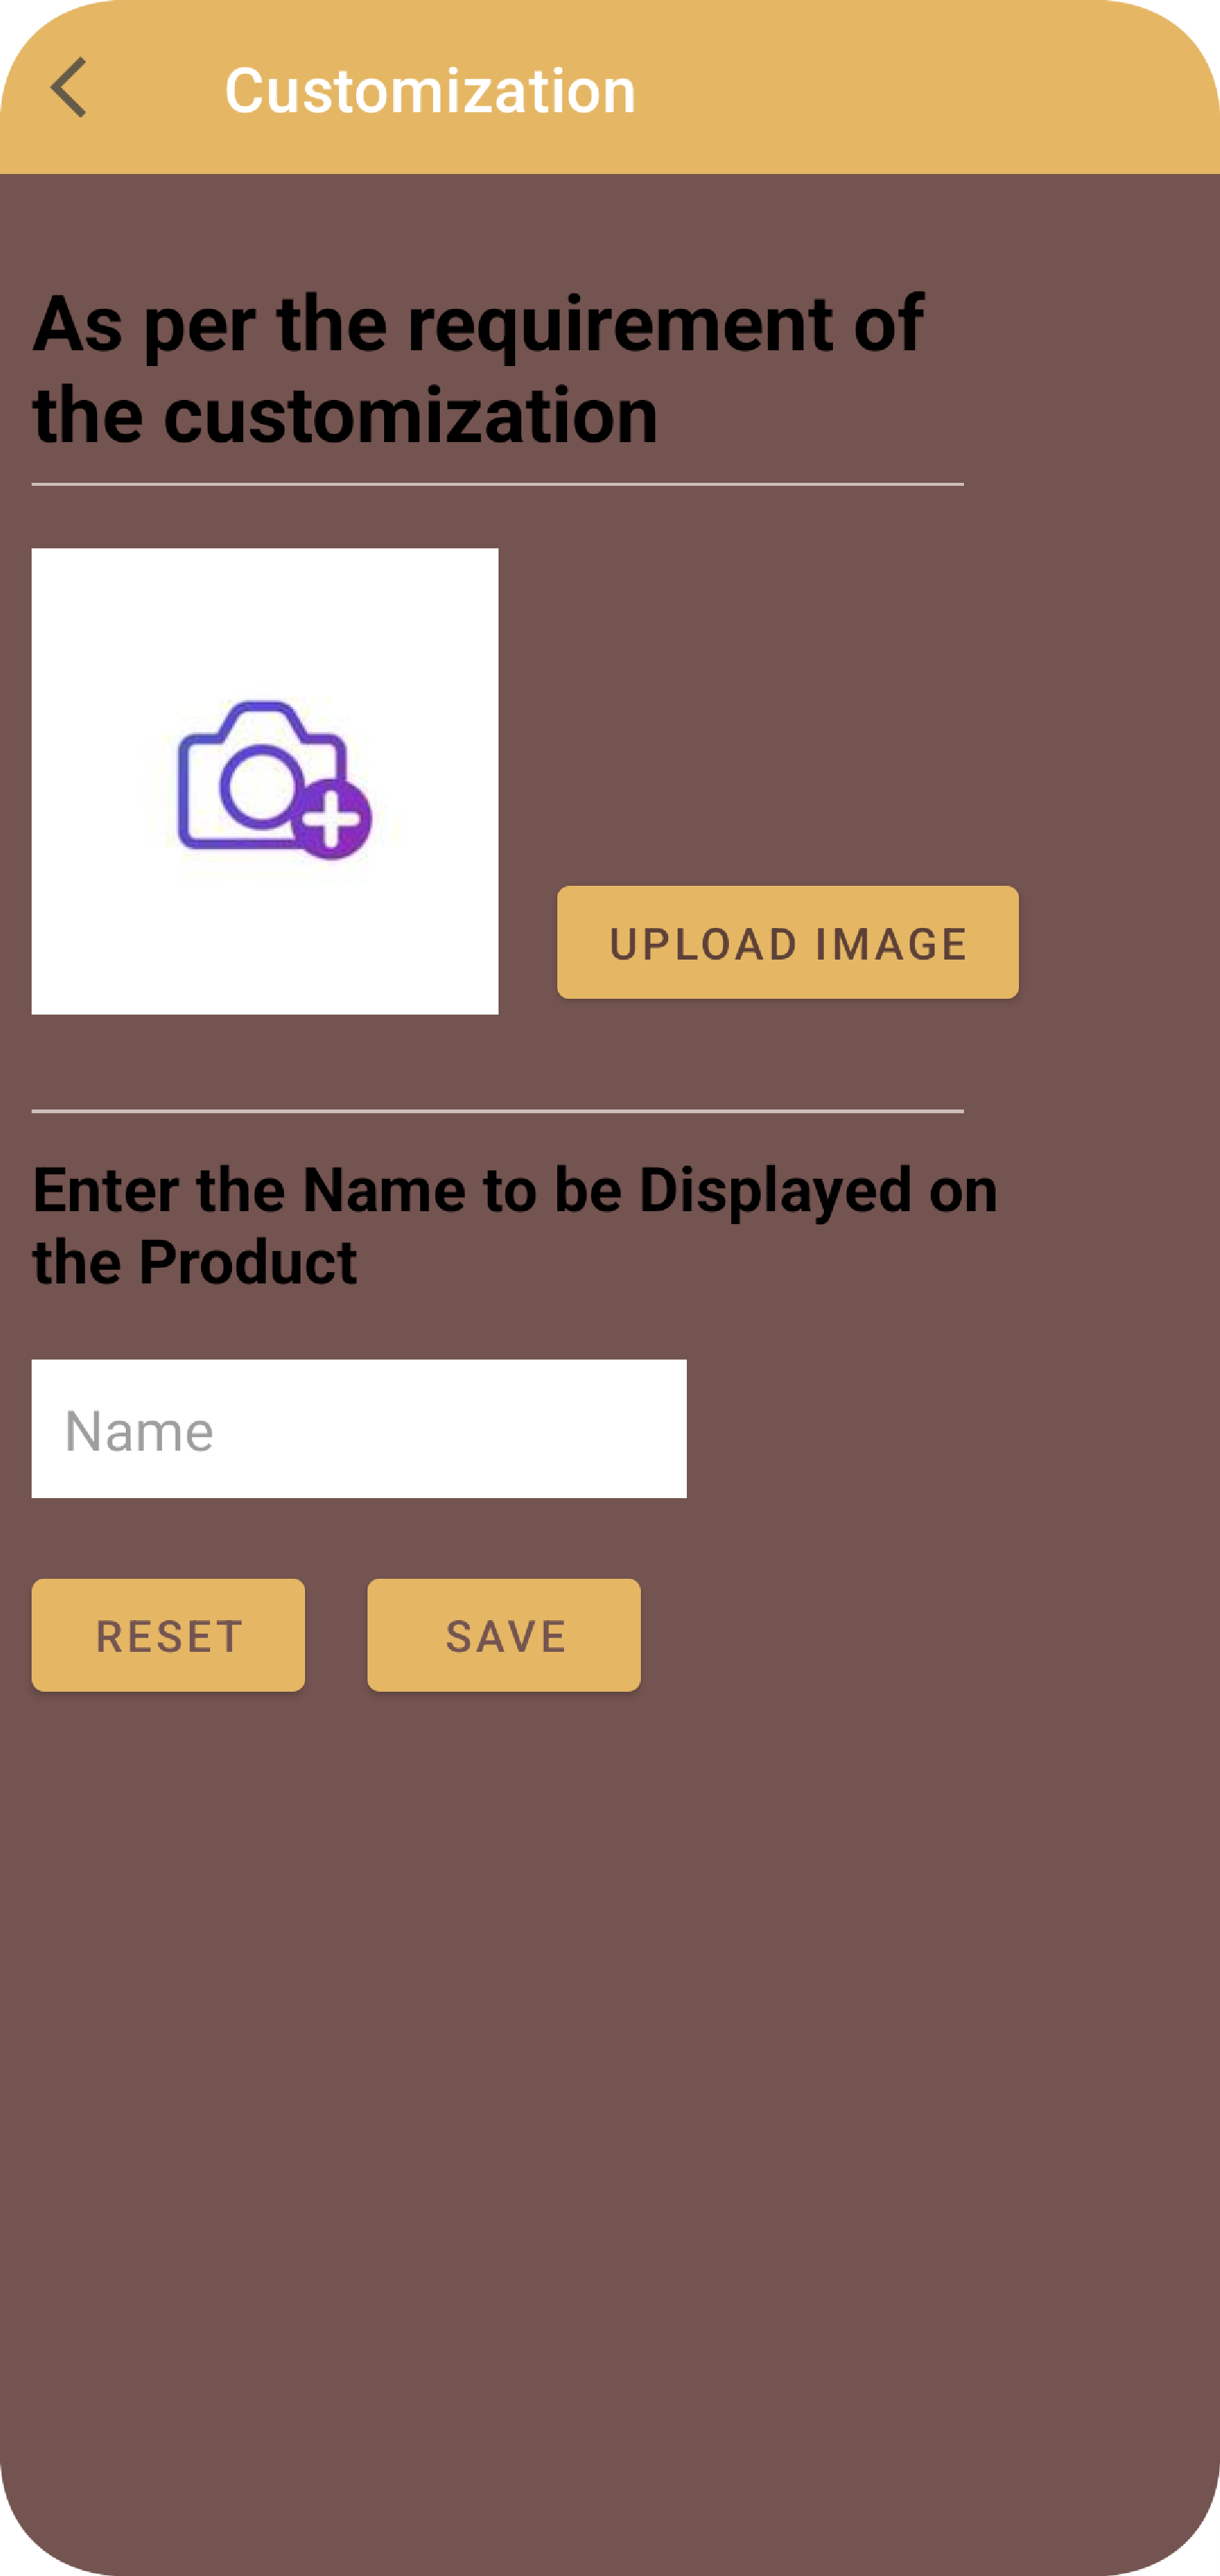 Customization
As per the requirement of
the customization
UPLOAD IMAGE
Enter the Name to be Displayed on
the Product
Name
RESET
SAVE